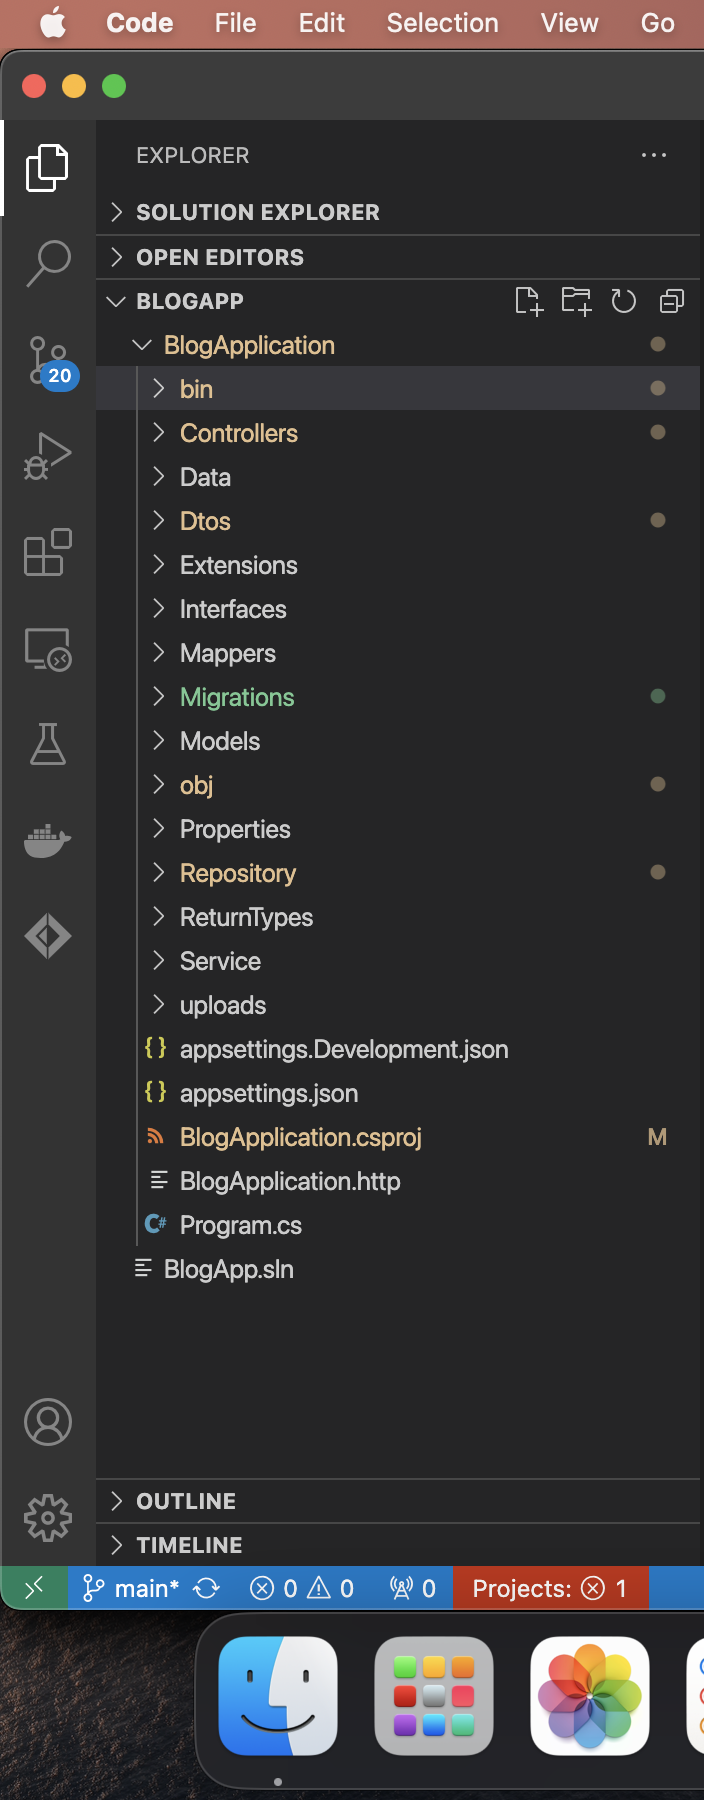 Code File Edit Selection View Go
EXPLORER
SOLUTION EXPLORER
OPEN EDITORS
BLOGAPP
BlogApplication
bin
Controllers
Data
Dtos
Extensions
Interfaces
Mappers
Migrations
Models
obj
Properties
Repository
ReturnTypes
Service
uploads
{} appsettings.Development.json
{} appsettings.json
BlogApplication.csproj M
BlogApplication.http
C# Program.cs
BlogApp.sln
20
OUTLINE
TIMELINE
main* 0 0 0 Projects: 1